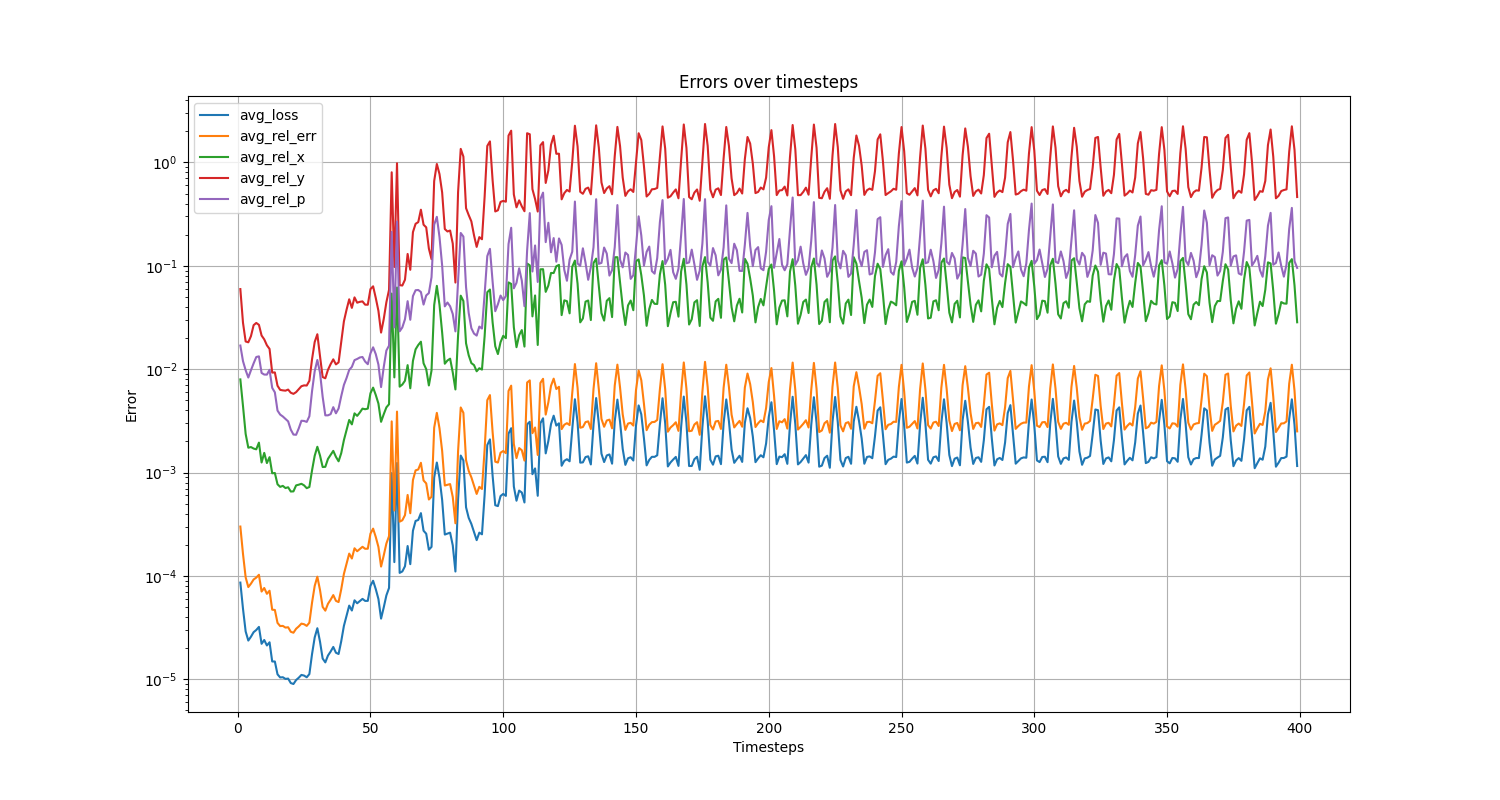 Errors over timesteps
avg_loss
avg_rel_err
avg_rel_x
avg_rel_y
avg_rel_p
10^0
10^-1
10^-2
10^-3
10^-4
10^-5
Error
0 50 100 150 200 250 300 350 400
Timesteps